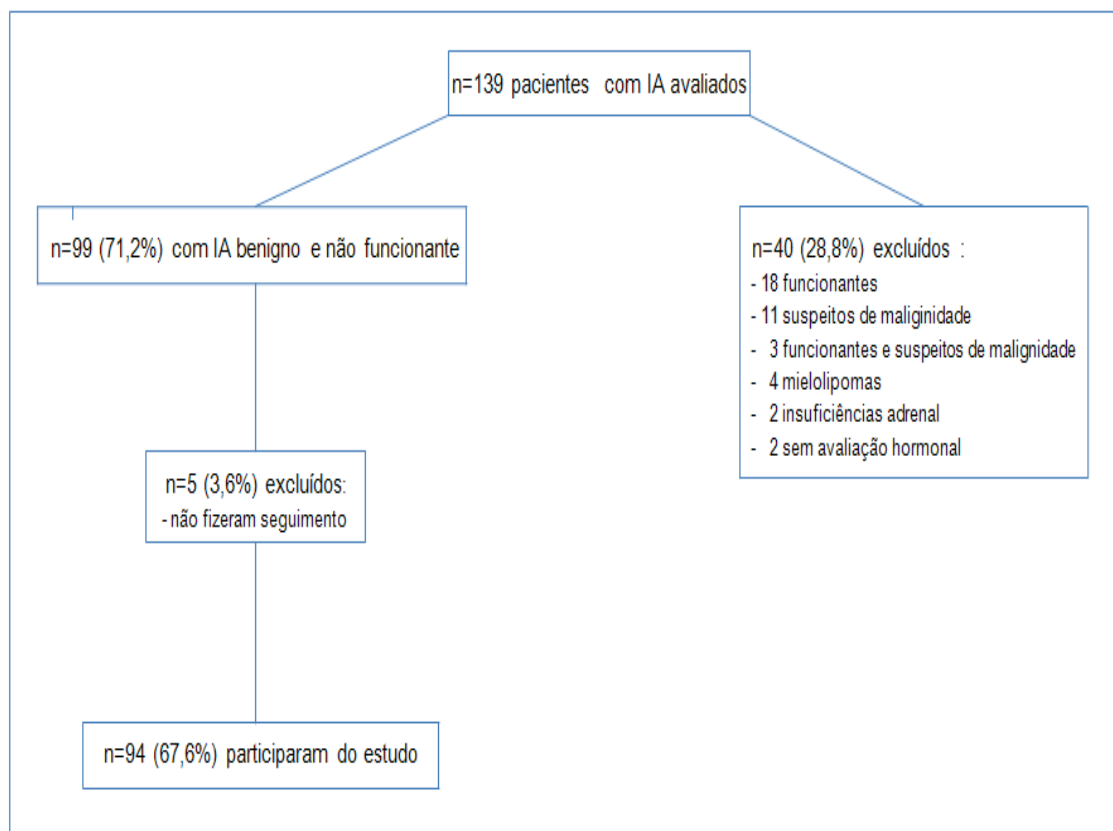 n=139 pacientes com IA avaliados
n=99 (71,2%) com IA benigno e não funcionante
n=40 (28,8%) excluídos :
- 18 funcionantes
- 11 suspeitos de maliginidade
- 3 funcionantes e suspeitos de malignidade
- 4 mielolipomas
- 2 insuficiências adrenal
- 2 sem avaliação hormonal
n=5 (3,6%) excluídos:
- não fizeram seguimento
n=94 (67,6%) participaram do estudo